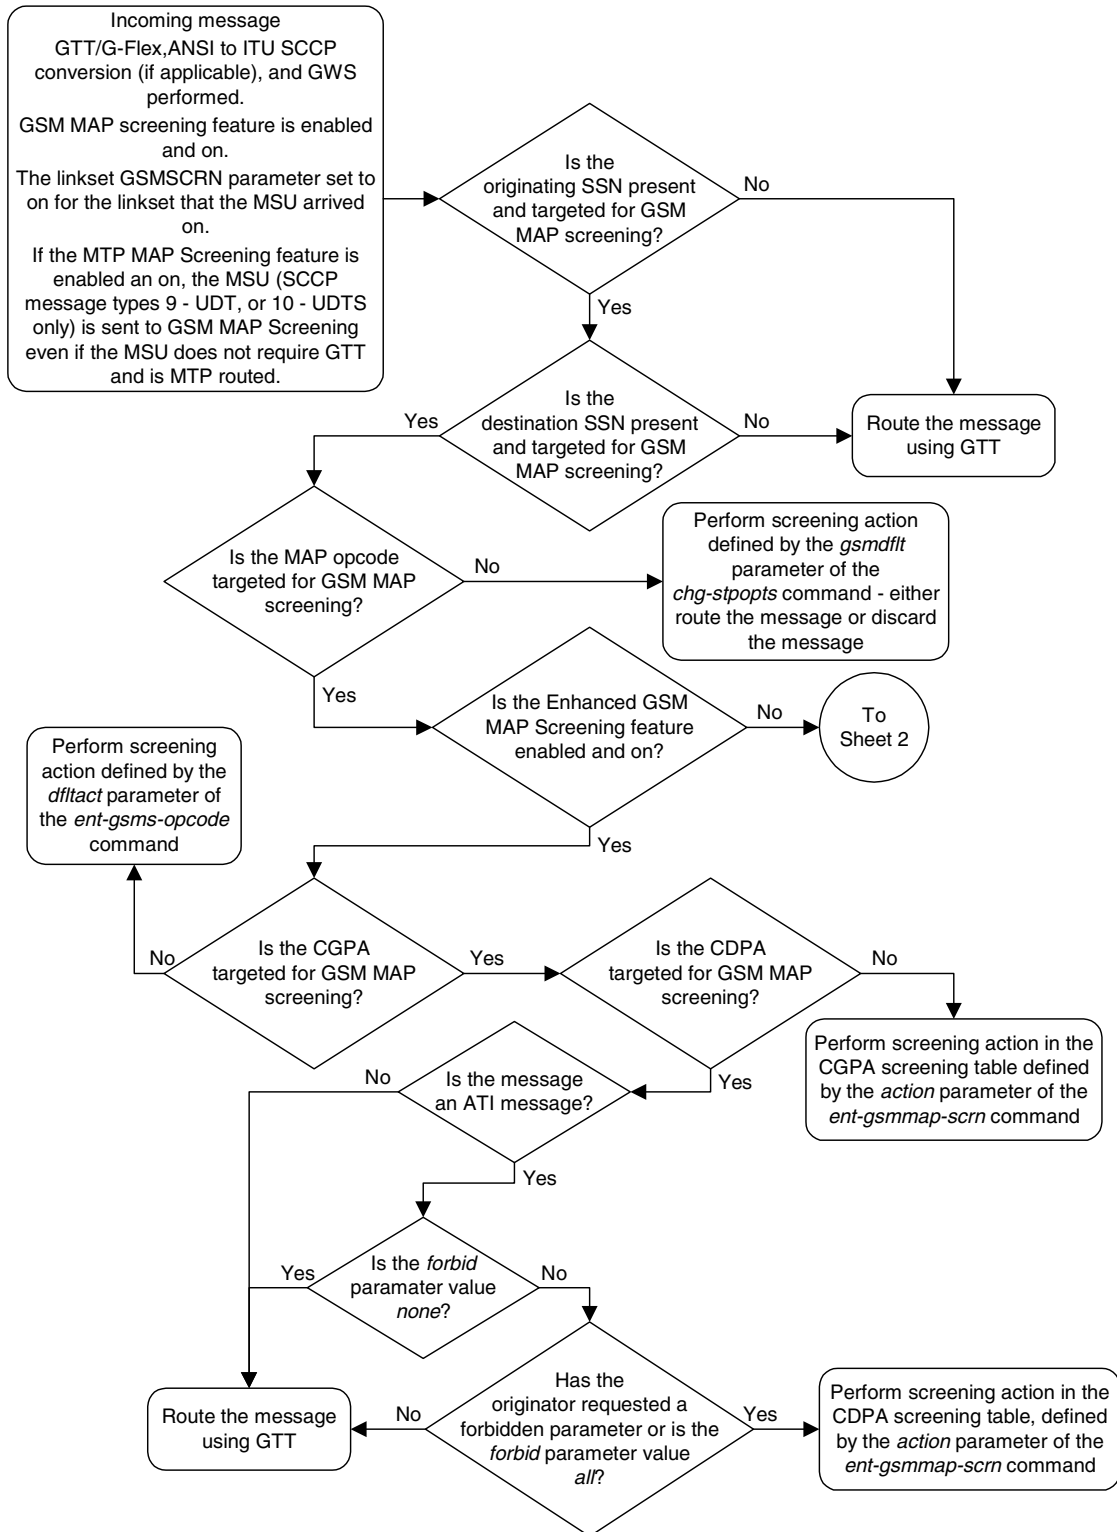 Incoming message
GTT/G-Flex,ANSI to ITU SCCP
conversion (if applicable), and GWS
performed.
GSM MAP screening feature is enabled
and on.
The linkset GSMSCRN parameter set to
on for the linkset that the MSU arrived
on.
If the MTP MAP Screening feature is
enabled an on, the MSU (SCCP
message types 9 - UDT, or 10 - UDTS
only) is sent to GSM MAP Screening
even if the MSU does not require GTT
and is MTP routed.
Is the
originating SSN present
and targeted for GSM
MAP screening?
No
Yes
Is the
destination SSN present
and targeted for GSM
MAP screening?
Yes
No
Route the message
using GTT
Is the MAP opcode
targeted for GSM MAP
screening?
No
Perform screening action
defined by the gsmdflt
parameter of the
chg-stpopts command - either
route the message or discard
the message
Yes
Is the Enhanced GSM
MAP Screening feature
enabled and on?
No
To
Sheet 2
Yes
Perform screening
action defined by the
dfltact parameter of
the ent-gsms-opcode
command
No
Is the CGPA
targeted for GSM MAP
screening?
Yes
Is the CDPA
targeted for GSM MAP
screening?
No
Perform screening action in the
CGPA screening table defined
by the action parameter of the
ent-gsmmap-scrn command
Yes
Is the message
an ATI message?
No
Yes
Is the forbid
paramater value
none?
Yes
No
Has the
originator requested a
forbidden parameter or is the
forbid parameter value
all?
No
Route the message
using GTT
Yes
Perform screening action in the
CDPA screening table, defined
by the action parameter of the
ent-gsmmap-scrn command